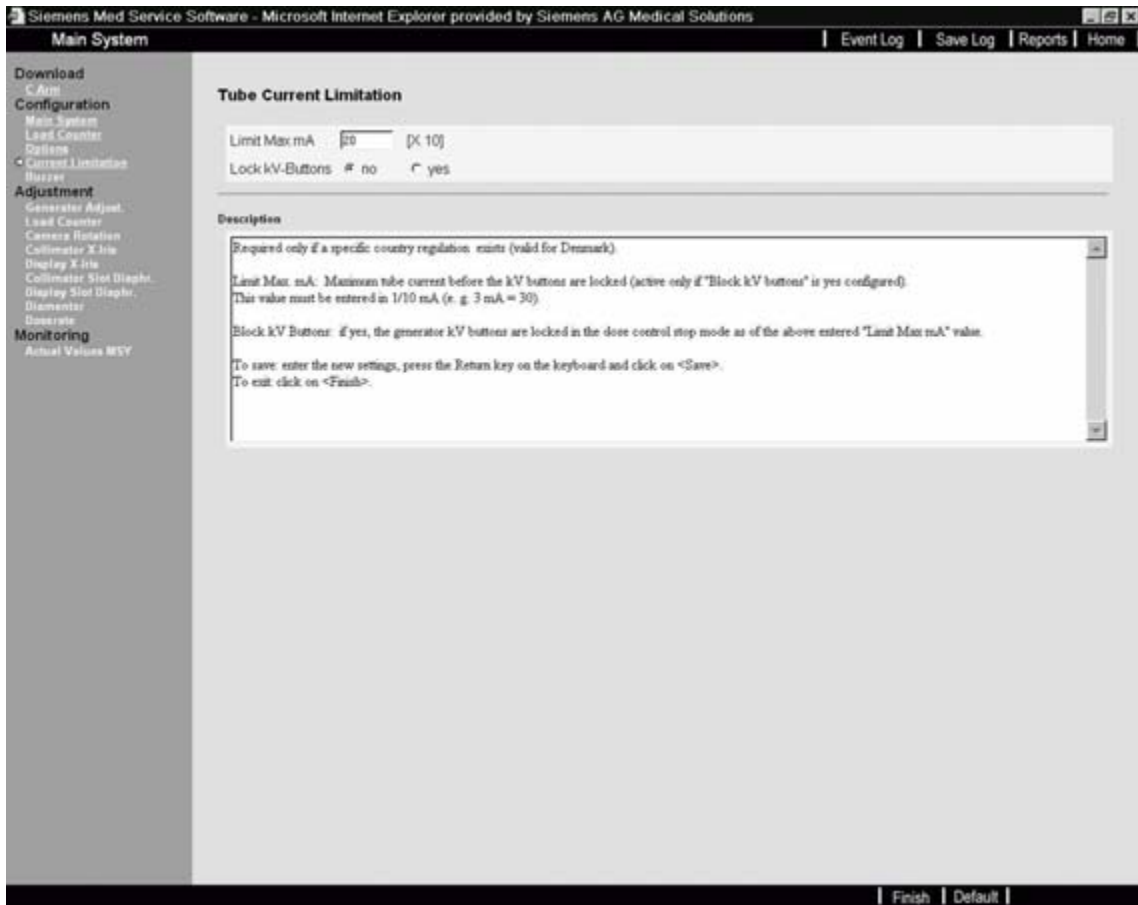 Siemens Med Service Software - Microsoft Internet Explorer provided by Siemens AG Medical Solutions
Main System
Event Log | Save Log | Reports | Home
Download
C Arm
Configuration
Main System
Load Counter
Options
Current Limitation
Buzzer
Adjustment
Generator Adjust.
Load Counter
Camera Rotation
Collimator X-Iris
Display X-Iris
Collimator Slot Diaphr.
Display Slot Diaphr.
Diamentor
Doserate
Monitoring
Actual Values MSY
Tube Current Limitation
Limit Max mA 20 [X 10]
Lock kV-Buttons no yes
Description
Required only if a specific country regulation exists (valid for Denmark).
Limit Max. mA: Maximum tube current before the kV buttons are locked (active only if "Block kV buttons" is yes configured).
This value must be entered in 1/10 mA (e. g. 3 mA = 30).
Block kV Buttons: if yes, the generator kV buttons are locked in the dose control stop mode as of the above entered "Limit Max mA" value.
To save: enter the new settings, press the Return key on the keyboard and click on <Save>.
To exit: click on <Finish>.
Finish | Default |